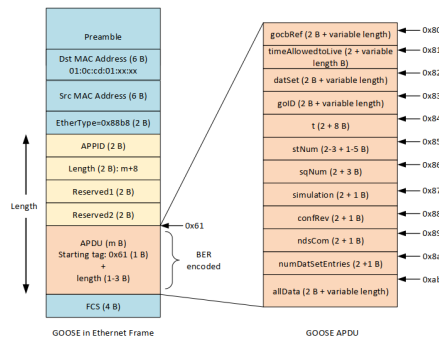 Preamble
Dst MAC Address (6 B)
01:0c:cd:01:xx:xx
Src MAC Address (6 B)
EtherType=0x88b8 (2 B)
APPID (2 B)
Length (2 B): m+8
Reserved1 (2 B)
Reserved2 (2 B)
APDU (m B)
Starting tag: 0x61 (1 B)
+
length (1-3 B)
FCS (4 B)
GOOSE in Ethernet Frame
Length
0x61
BER
encoded
gocbRef (2 B + variable length)
timeAllowedtoLive (2 + variable
length B)
datSet (2 B + variable length)
goID (2 B + variable length)
t (2 + 8 B)
stNum (2-3 + 1-5 B)
sqNum (2 + 3 B)
simulation (2 + 1 B)
confRev (2 + 1 B)
ndsCom (2 + 1 B)
numDatSetEntries (2 +1 B)
allData (2 B + variable length)
GOOSE APDU
0x80
0x81
0x82
0x83
0x84
0x85
0x86
0x87
0x88
0x89
0x8a
0xab